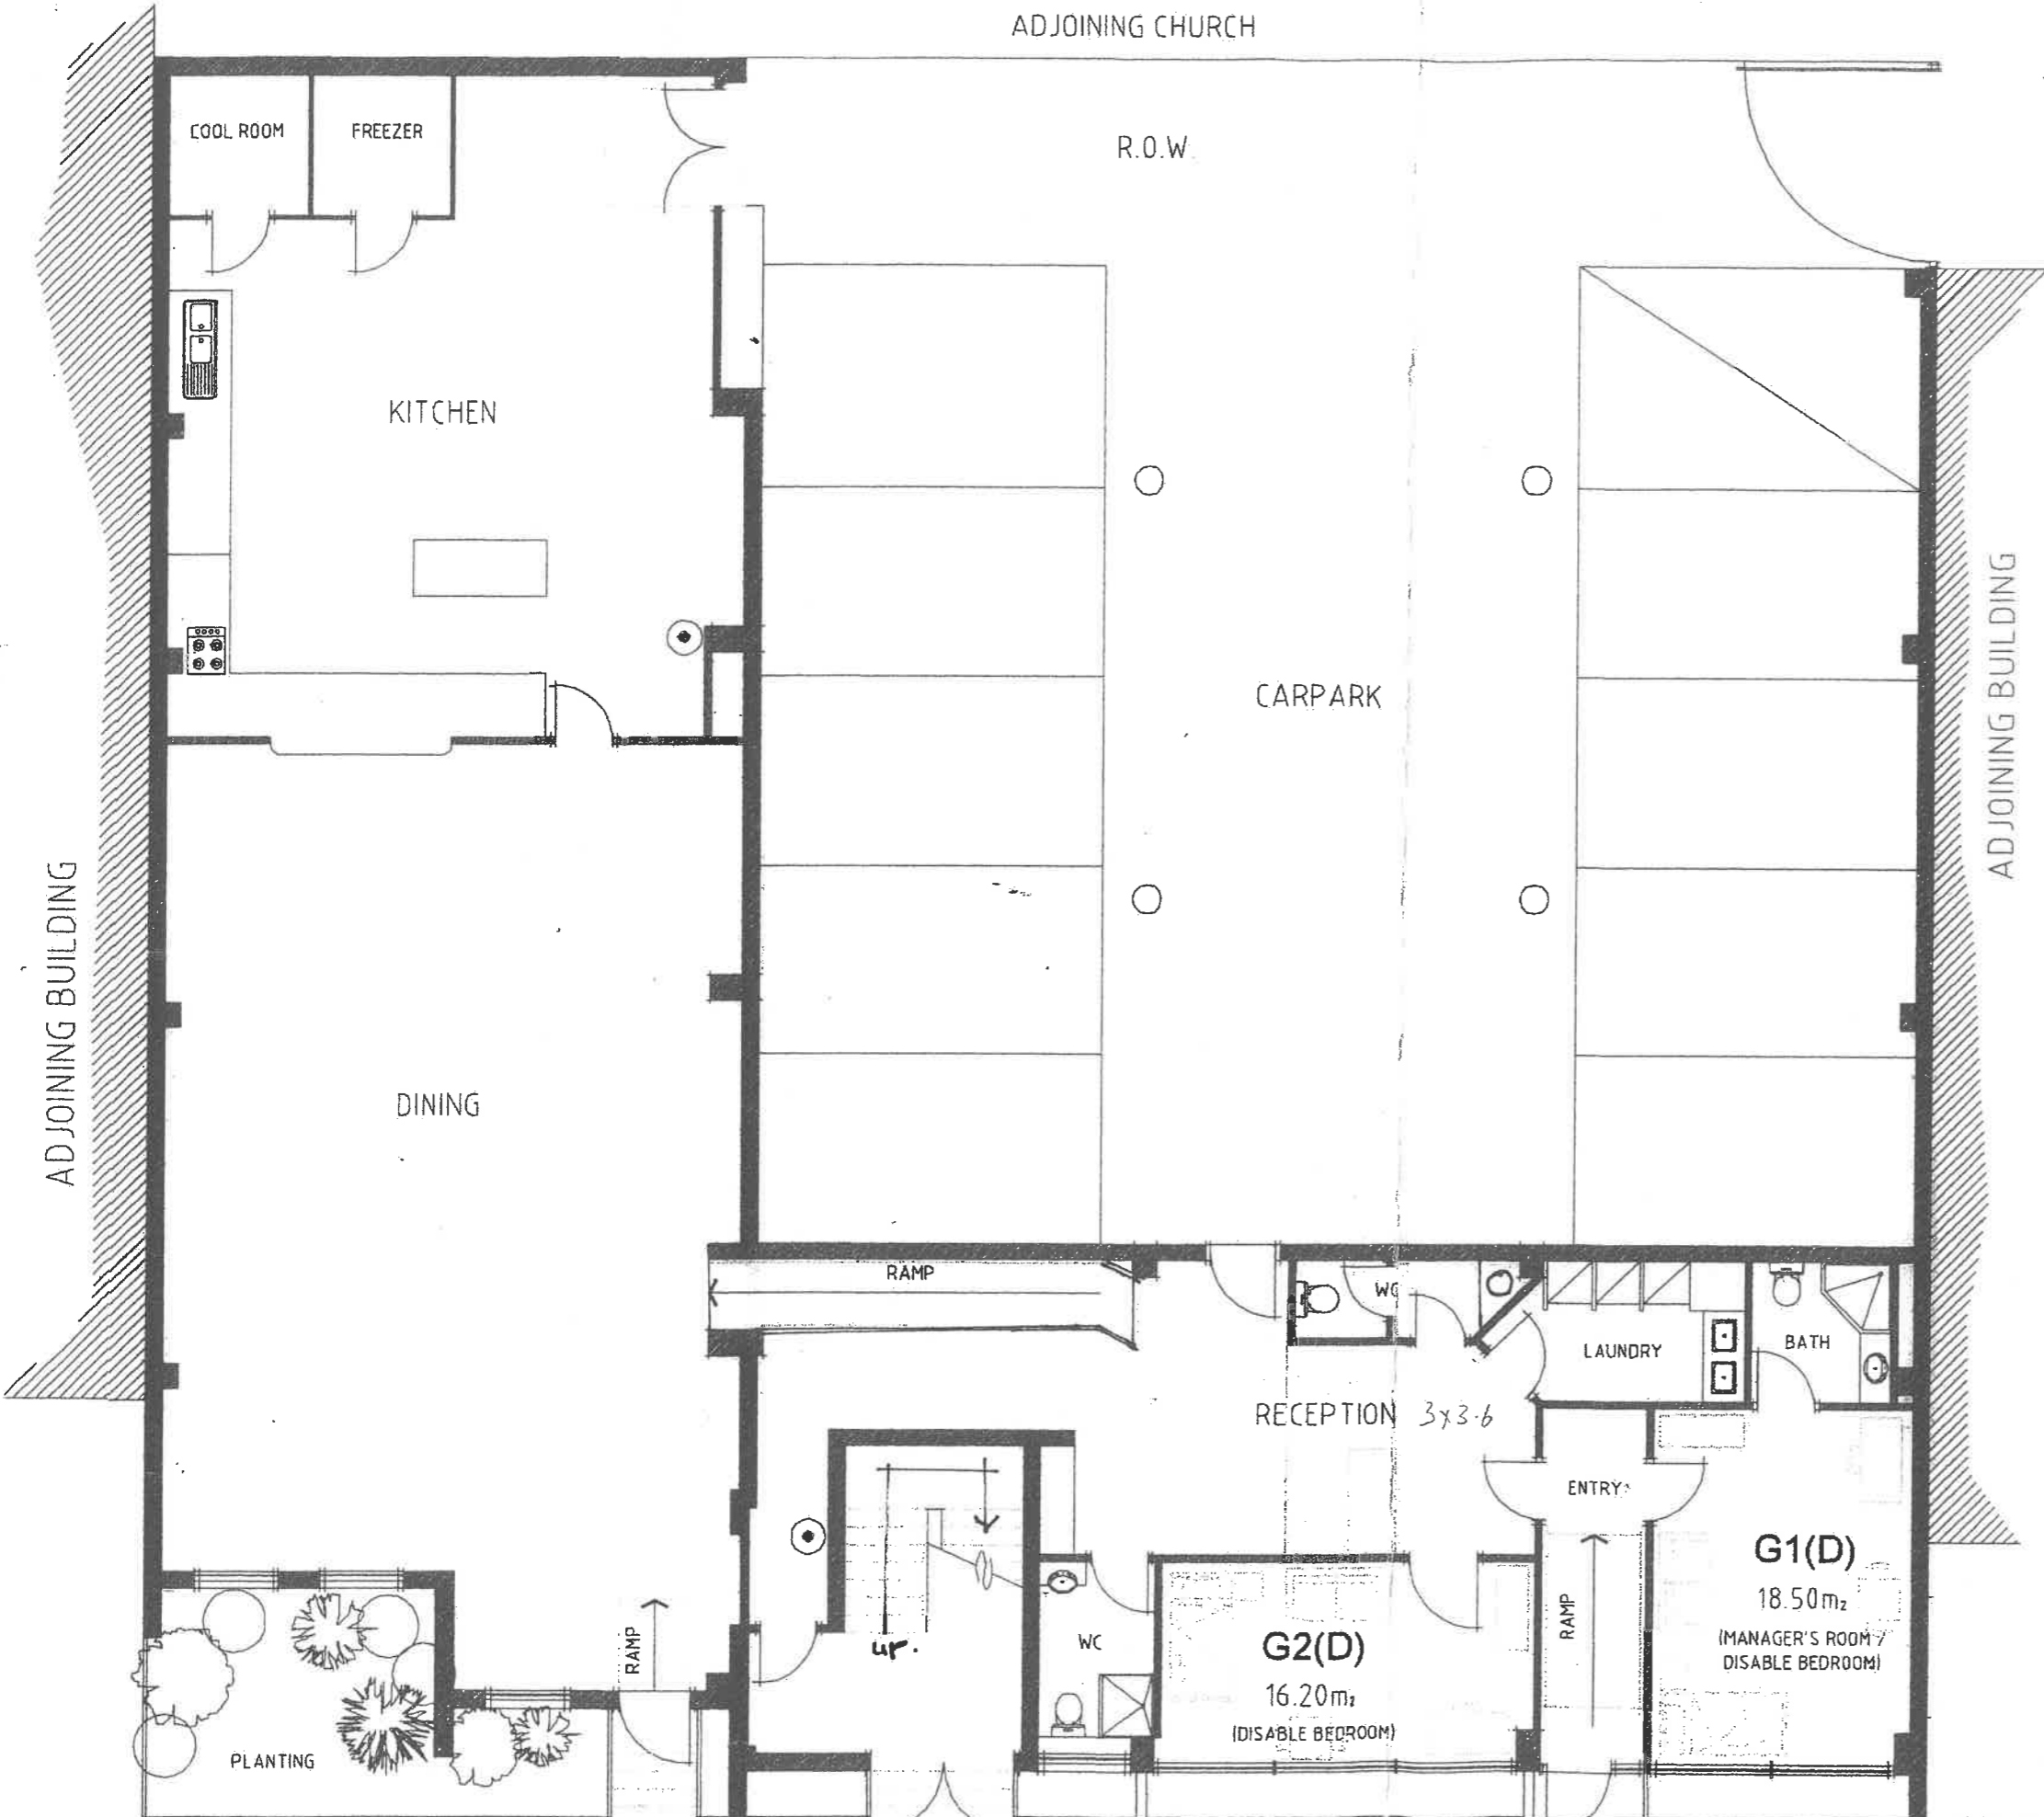 ADJOINING CHURCH
COOL ROOM
FREEZER
R.O.W.
KITCHEN
CARPARK
ADJOINING BUILDING
ADJOINING BUILDING
DINING
RAMP
WC
LAUNDRY
BATH
RECEPTION 3x3.6
ENTRY
G1(D)
18.50m2
(MANAGER'S ROOM /
DISABLE BEDROOM)
RAMP
RAMP
up.
WC
G2(D)
16.20m2
(DISABLE BEDROOM)
PLANTING